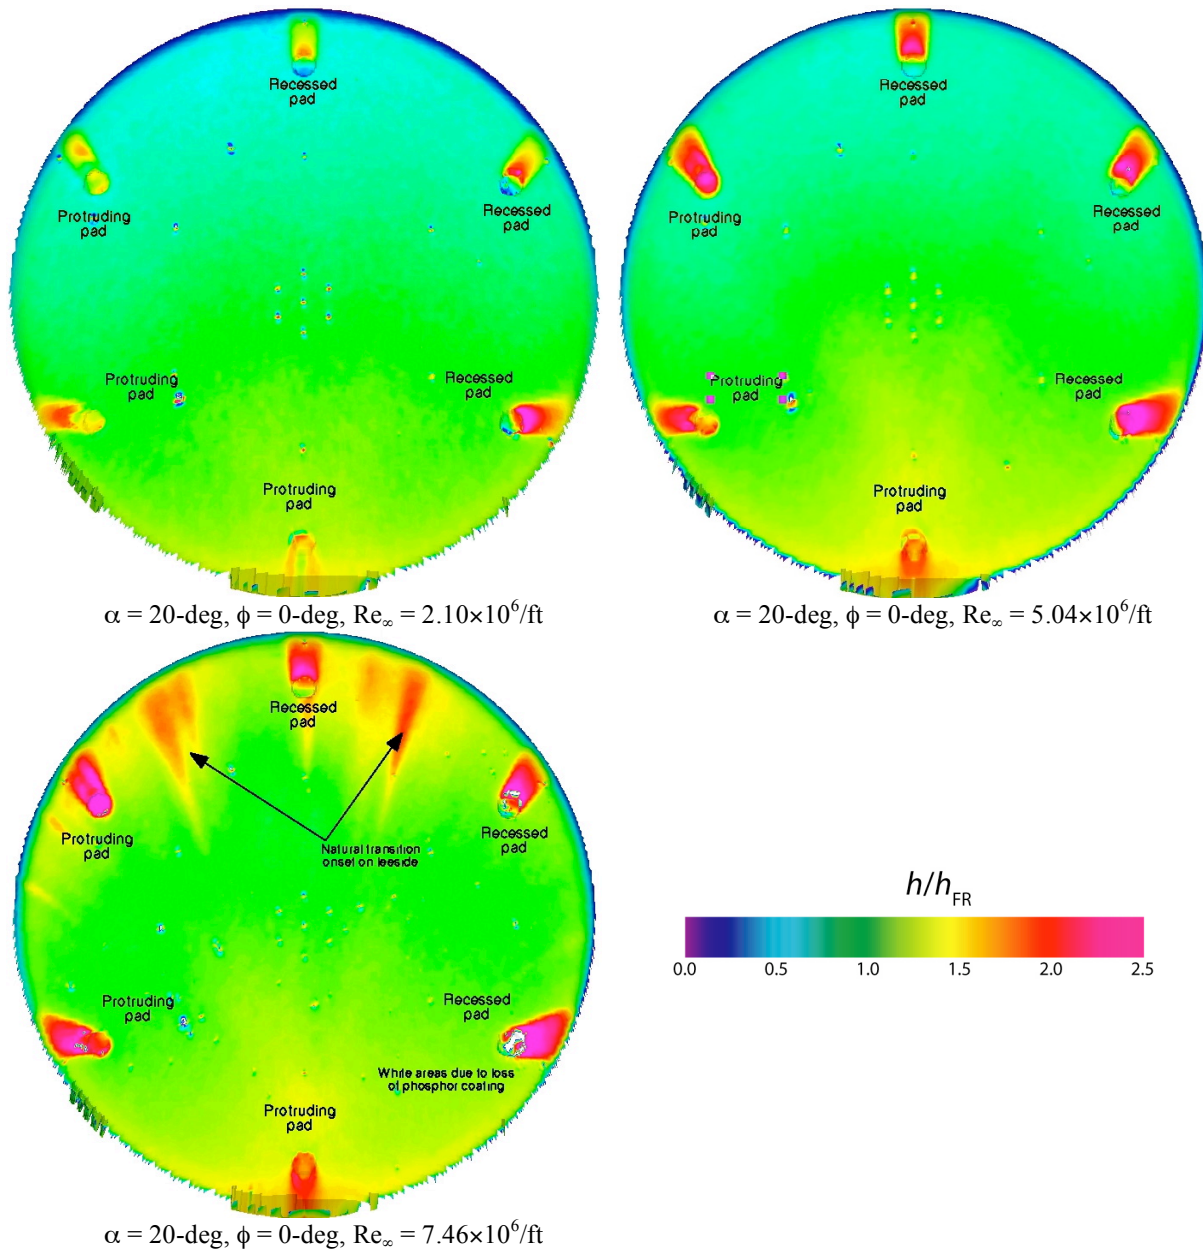 Recessed
pad
Protruding
pad
Recessed
pad
Protruding
pad
Recessed
pad
Protruding
pad
α = 20-deg, ϕ = 0-deg, Re∞ = 2.10×10⁶/ft
Recessed
pad
Protruding
pad
Recessed
pad
Protruding
pad
Recessed
pad
Protruding
pad
α = 20-deg, ϕ = 0-deg, Re∞ = 5.04×10⁶/ft
Recessed
pad
Protruding
pad
Recessed
pad
Natural transition
onset on leeside
Protruding
pad
Recessed
pad
White areas due to loss
of phosphor coating
Protruding
pad
α = 20-deg, ϕ = 0-deg, Re∞ = 7.46×10⁶/ft
h/hFR
0.0 0.5 1.0 1.5 2.0 2.5